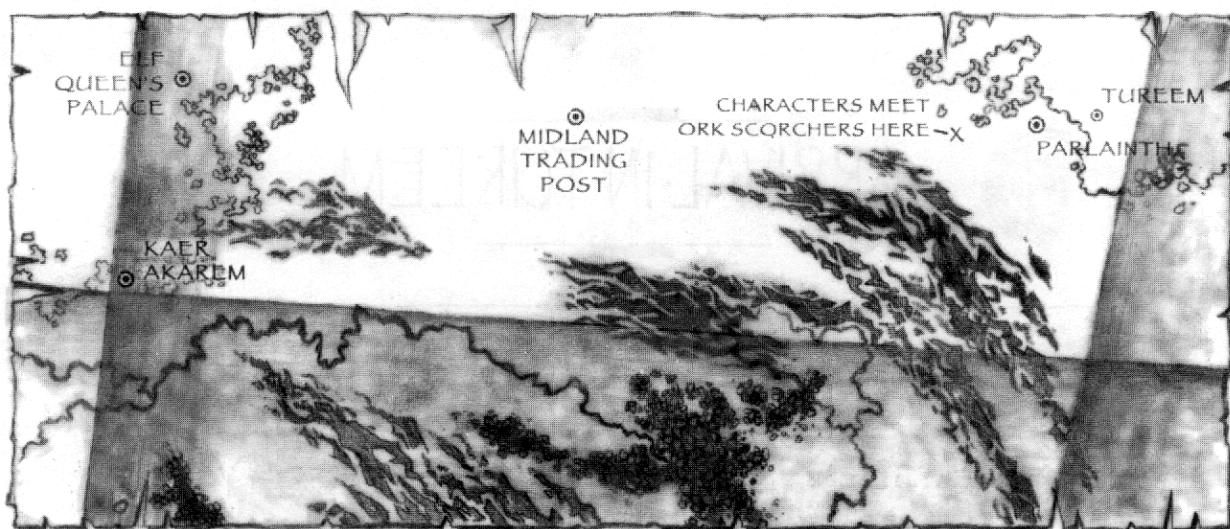 ELF
QUEEN'S
PALACE
MIDLAND
TRADING
POST
CHARACTERS MEET
ORK SCORCHERS HERE –X
TUREEM
PARLAINTH
KAER
AKAREM